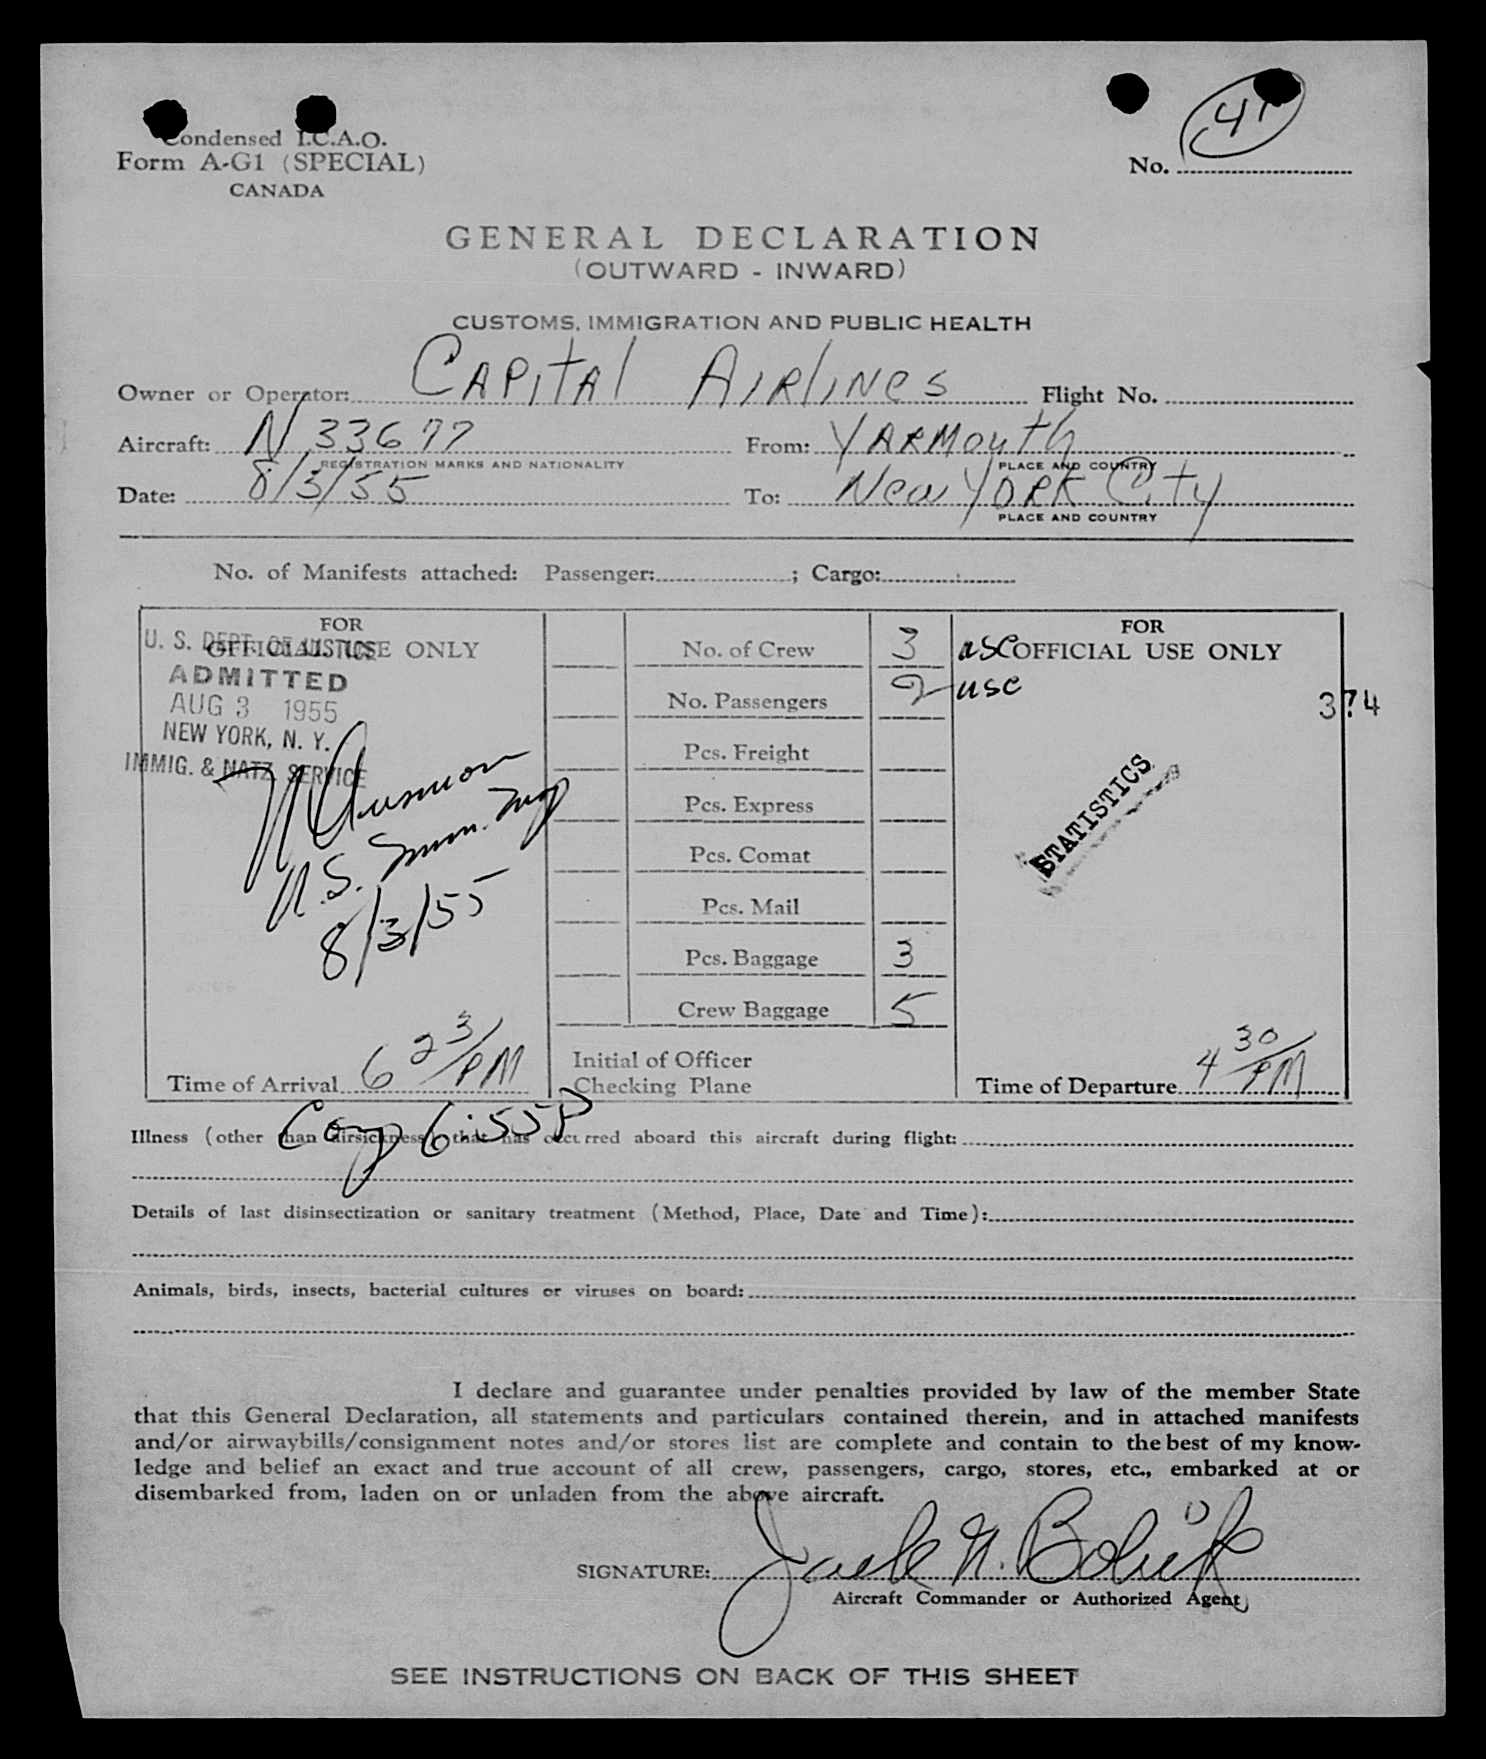 Condensed I.C.A.O.
Form A-G1 (SPECIAL)
CANADA
No. 41
GENERAL DECLARATION
(OUTWARD - INWARD)
CUSTOMS, IMMIGRATION AND PUBLIC HEALTH
Owner or Operator: CAPITAL AIRLINES Flight No.
Aircraft: N 33677 From: YARMOUTH
REGISTRATION MARKS AND NATIONALITY PLACE AND COUNTRY
Date: 8/3/55 To: New YORK City
PLACE AND COUNTRY
No. of Manifests attached: Passenger: ; Cargo:
FOR
OFFICIAL USE ONLY
U. S. DEPT. OF JUSTICE
ADMITTED
AUG 3 1955
NEW YORK, N. Y.
IMMIG. & NATZ. SERVICE
U.S. Imm. Insp
8/3/55
Time of Arrival 6 23/PM
No. of Crew 3 usc
No. Passengers 2 usc
Pcs. Freight
Pcs. Express
Pcs. Comat
Pcs. Mail
Pcs. Baggage 3
Crew Baggage 5
Initial of Officer
Checking Plane
FOR
OFFICIAL USE ONLY
STATISTICS
Time of Departure 4 30/PM
6:55P
Illness (other than airsickness) that has occurred aboard this aircraft during flight:
Details of last disinsectization or sanitary treatment (Method, Place, Date and Time):
Animals, birds, insects, bacterial cultures or viruses on board:
I declare and guarantee under penalties provided by law of the member State
that this General Declaration, all statements and particulars contained therein, and in attached manifests
and/or airwaybills/consignment notes and/or stores list are complete and contain to the best of my know-
ledge and belief an exact and true account of all crew, passengers, cargo, stores, etc., embarked at or
disembarked from, laden on or unladen from the above aircraft.
SIGNATURE: Jack N. Bolick
Aircraft Commander or Authorized Agent
SEE INSTRUCTIONS ON BACK OF THIS SHEET